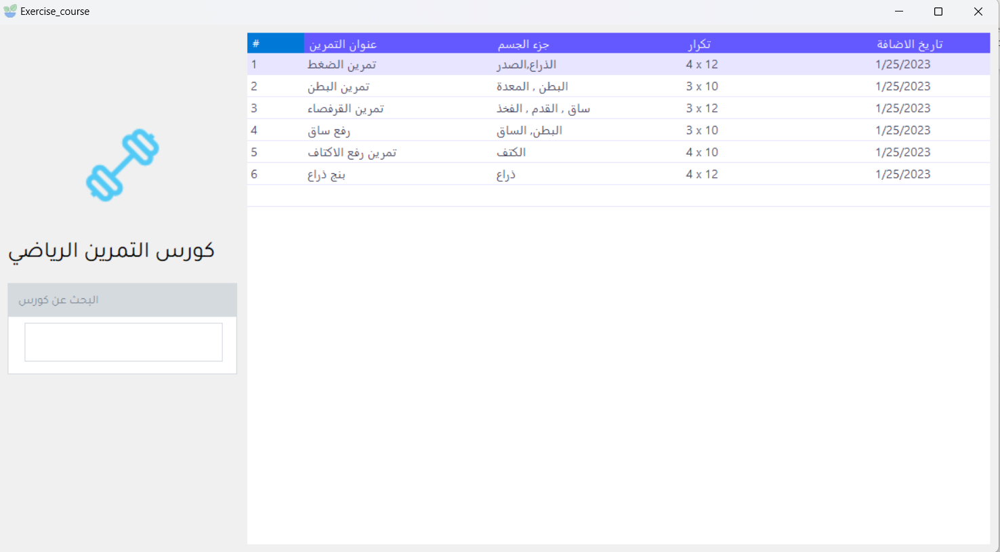 Exercise_course
# عنوان التمرين جزء الجسم تكرار تاريخ الاضافة
1 تمرين الضغط الذراع,الصدر 4 x 12 1/25/2023
2 تمرين البطن البطن , المعدة 3 x 10 1/25/2023
3 تمرين القرفصاء ساق , القدم , الفخذ 3 x 12 1/25/2023
4 رفع ساق البطن, الساق 3 x 10 1/25/2023
5 تمرين رفع الاكتاف الكتف 4 x 10 1/25/2023
6 بنج ذراع ذراع 4 x 12 1/25/2023
كورس التمرين الرياضي
البحث عن كورس